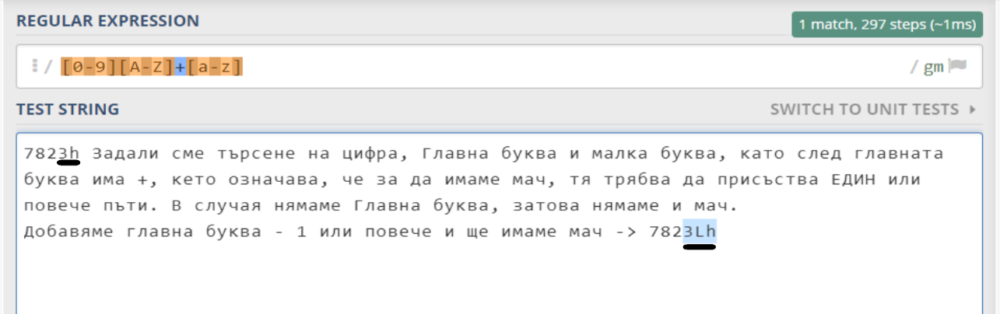 REGULAR EXPRESSION
1 match, 297 steps (~1ms)
/ [0-9][A-Z]+[a-z] / gm
TEST STRING
SWITCH TO UNIT TESTS
7823h Задали сме търсене на цифра, Главна буква и малка буква, като след главната
буква има +, кето означава, че за да имаме мач, тя трябва да присъства ЕДИН или
повече пъти. В случая нямаме Главна буква, затова нямаме и мач.
Добавяме главна буква - 1 или повече и ще имаме мач -> 7823Lh